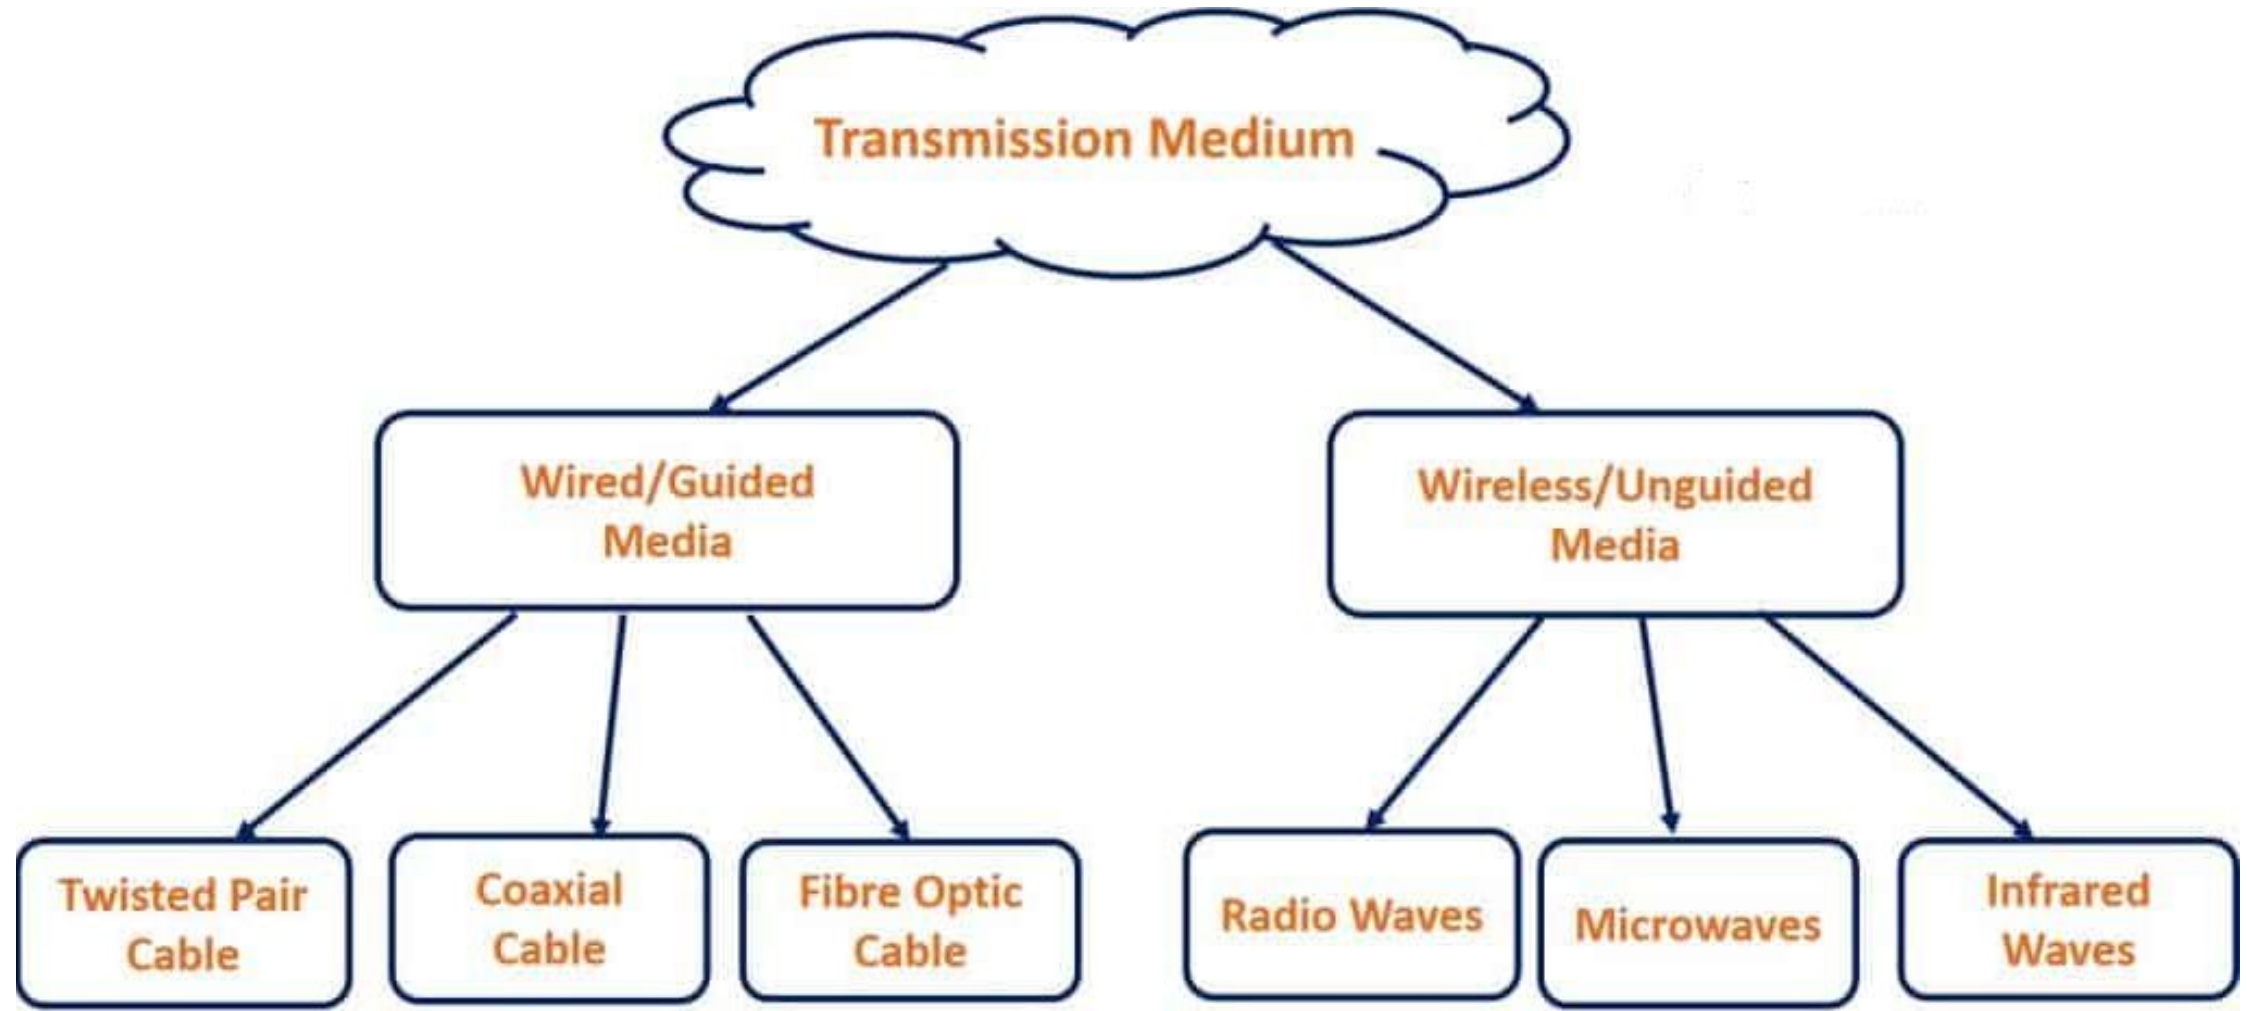 Transmission Medium
Wired/Guided
Media
Wireless/Unguided
Media
Twisted Pair
Cable
Coaxial
Cable
Fibre Optic
Cable
Radio Waves
Microwaves
Infrared
Waves